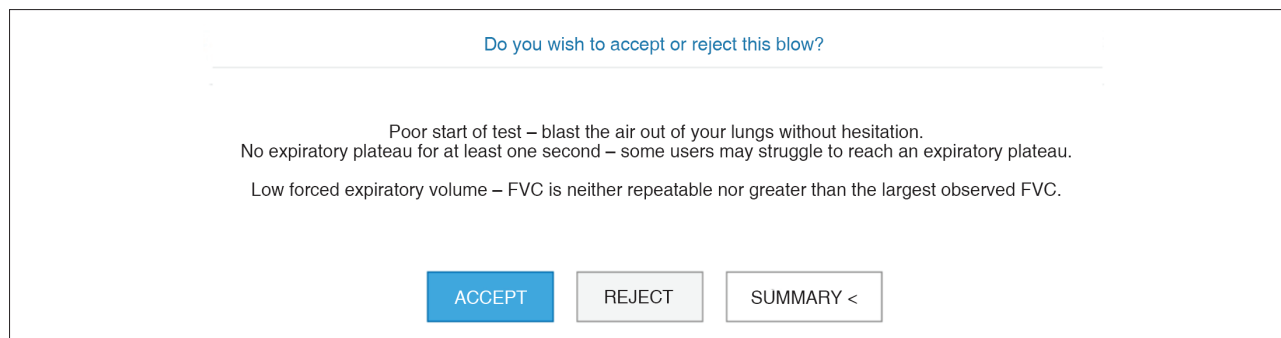 Do you wish to accept or reject this blow?
Poor start of test – blast the air out of your lungs without hesitation.
No expiratory plateau for at least one second – some users may struggle to reach an expiratory plateau.
Low forced expiratory volume – FVC is neither repeatable nor greater than the largest observed FVC.
ACCEPT REJECT SUMMARY <